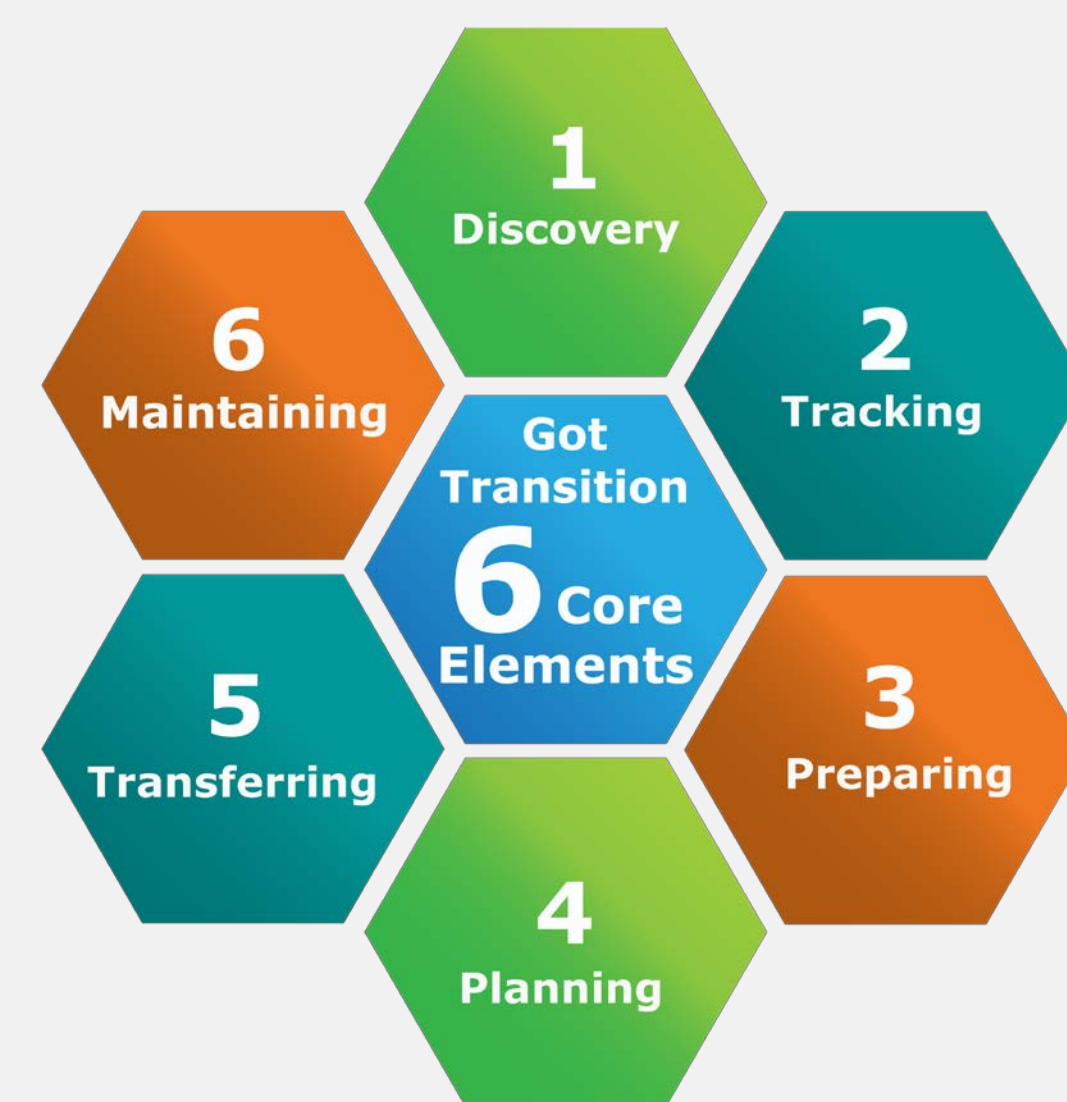 1
Discovery
2
Tracking
3
Preparing
4
Planning
5
Transferring
6
Maintaining
Got
Transition
6 Core
Elements